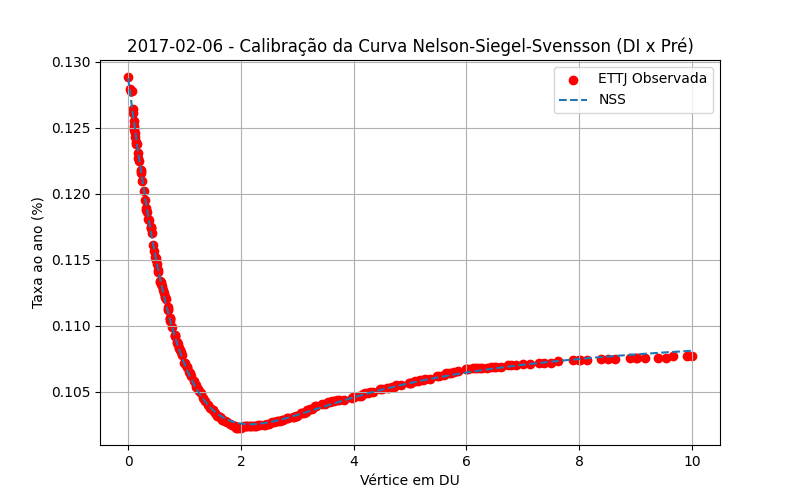 2017-02-06 - Calibração da Curva Nelson-Siegel-Svensson (DI x Pré)
ETTJ Observada
NSS
Taxa ao ano (%)
0.130
0.125
0.120
0.115
0.110
0.105
0 2 4 6 8 10
Vértice em DU